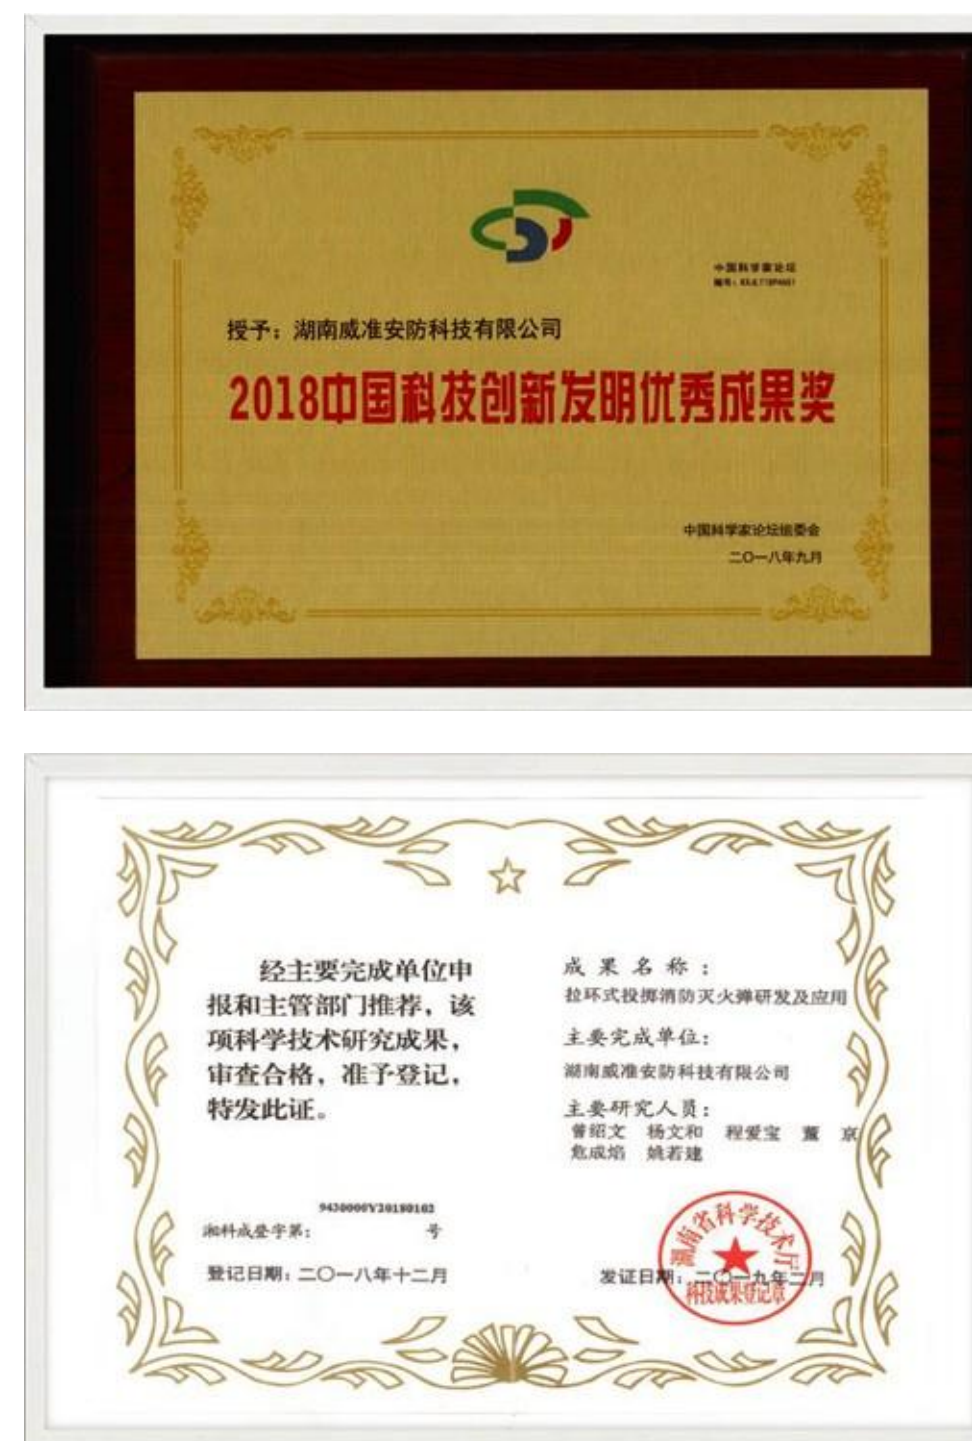 中国科学家论坛
授予：湖南威准安防科技有限公司
2018中国科技创新发明优秀成果奖
中国科学家论坛组委会
二〇一八年九月
经主要完成单位申
报和主管部门推荐，该
项科学技术研究成果，
审查合格，准予登记，
特发此证。
9430000Y20180102
湘科成登字第： 号
登记日期：二〇一八年十二月
成果名称：
拉环式投掷消防灭火弹研发及应用
主要完成单位：
湖南威准安防科技有限公司
主要研究人员：
曾绍文 杨文和 程爱宝 董 京
危成焰 姚若建
湖南省科学技术厅
发证日期：二〇一九年二月
科技成果登记章